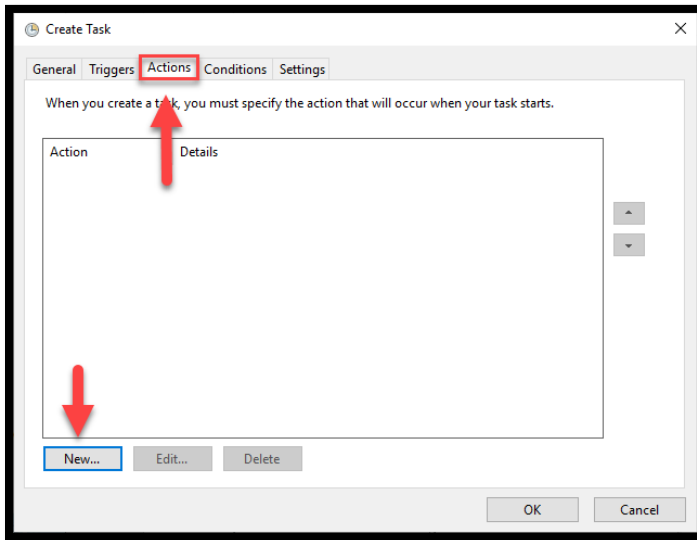 Create Task
General Triggers Actions Conditions Settings
When you create a task, you must specify the action that will occur when your task starts.
Action Details
New... Edit... Delete
OK Cancel